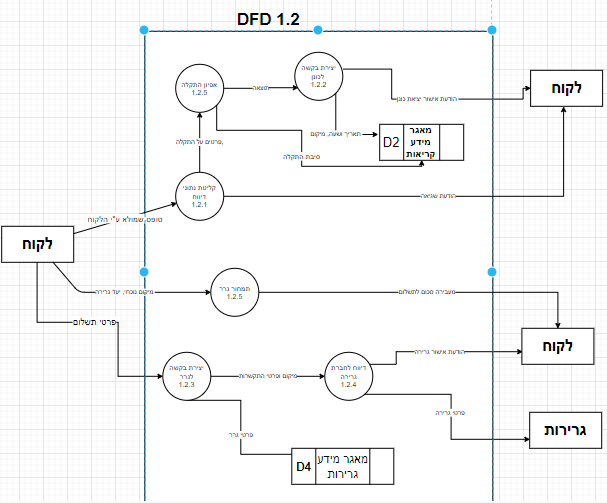 DFD 1.2
יצירת בקשה
לכונן
1.2.2
אפיון התקלה
1.2.5
תוצאה
הודעת אישור יציאת כונן
לקוח
תאריך ושעה, מיקום
D2
מאגר
מידע
קריאות
פרטים על התקלה,
סיבת התקלה
קליטת נתוני
דיווח
1.2.1
הודעת שגיאה
טופס שמולא ע"י הלקוח
לקוח
מיקום נוכחי, יעד גרירה
תמחור גרר
1.2.5
מעבירה סכום לתשלום
פרטי תשלום
לקוח
הודעת אישור גרירה
יצירת בקשה
לגרר
1.2.3
מיקום ופרטי התקשרות
דיווח לחברת
גרירה
1.2.4
פרטי גרירה
גרירות
פרטי גרר
D4
מאגר מידע
גרירות